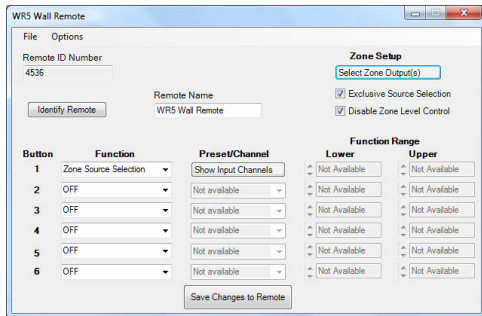 WR5 Wall Remote
File Options
Remote ID Number
4536
Zone Setup
Select Zone Output(s)
Identify Remote
Remote Name
WR5 Wall Remote
Exclusive Source Selection
Disable Zone Level Control
Function Range
Button Function Preset/Channel Lower Upper
1 Zone Source Selection Show Input Channels Not Available Not Available
2 OFF Not available Not Available Not Available
3 OFF Not available Not Available Not Available
4 OFF Not available Not Available Not Available
5 OFF Not available Not Available Not Available
6 OFF Not available Not Available Not Available
Save Changes to Remote